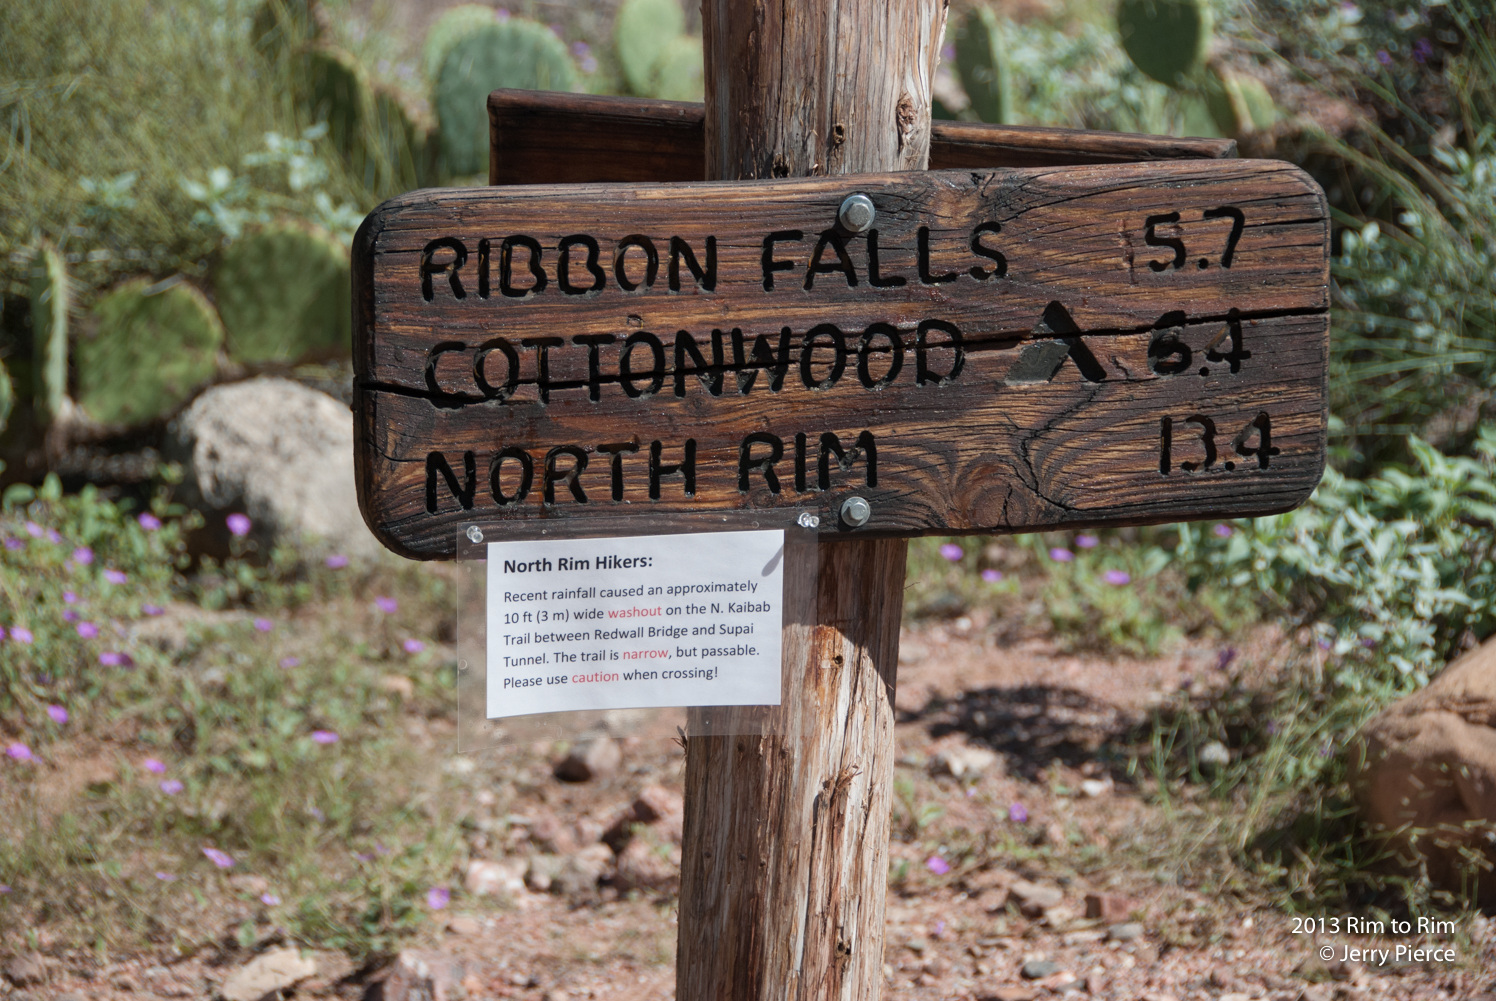 RIBBON FALLS 5.7
COTTONWOOD 6.4
NORTH RIM 13.4
North Rim Hikers:
Recent rainfall caused an approximately
10 ft (3 m) wide washout on the N. Kaibab
Trail between Redwall Bridge and Supai
Tunnel. The trail is narrow, but passable.
Please use caution when crossing!
2013 Rim to Rim
© Jerry Pierce